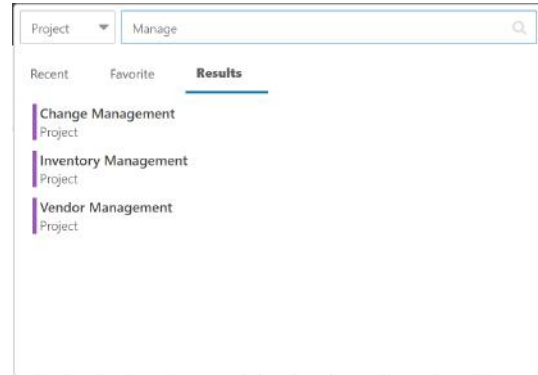 Project Manage
Recent Favorite Results
Change Management
Project
Inventory Management
Project
Vendor Management
Project